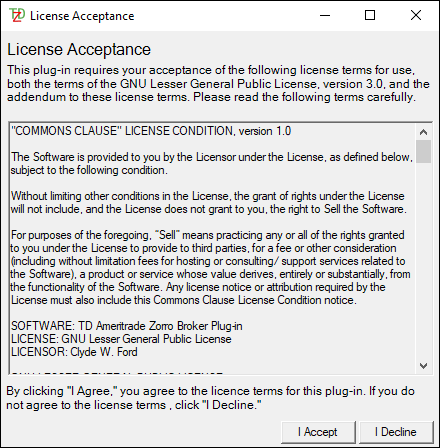 License Acceptance
License Acceptance
This plug-in requires your acceptance of the following license terms for use,
both the terms of the GNU Lesser General Public License, version 3.0, and the
addendum to these license terms. Please read the following terms carefully.
"COMMONS CLAUSE" LICENSE CONDITION, version 1.0
The Software is provided to you by the Licensor under the License, as defined below,
subject to the following condition.
Without limiting other conditions in the License, the grant of rights under the License
will not include, and the License does not grant to you, the right to Sell the Software.
For purposes of the foregoing, "Sell" means practicing any or all of the rights granted
to you under the License to provide to third parties, for a fee or other consideration
(including without limitation fees for hosting or consulting/ support services related to
the Software), a product or service whose value derives, entirely or substantially, from
the functionality of the Software. Any license notice or attribution required by the
License must also include this Commons Clause License Condition notice.
SOFTWARE: TD Ameritrade Zorro Broker Plug-in
LICENSE: GNU Lesser General Public License
LICENSOR: Clyde W. Ford
GNU LESSER GENERAL PUBLIC LICENSE
By clicking "I Agree," you agree to the licence terms for this plug-in. If you do
not agree to the license terms , click "I Decline."
I Accept
I Decline